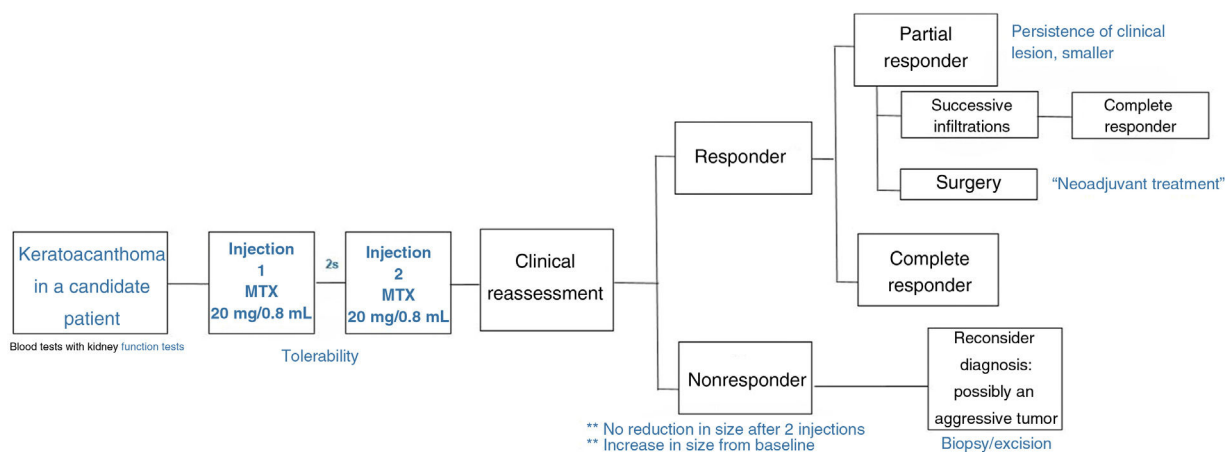 Keratoacanthoma
in a candidate
patient
Blood tests with kidney function tests
Injection
1
MTX
20 mg/0.8 mL
2s
Injection
2
MTX
20 mg/0.8 mL
Tolerability
Clinical
reassessment
Responder
Partial
responder
Persistence of clinical
lesion, smaller
Successive
infiltrations
Complete
responder
Surgery
“Neoadjuvant treatment”
Complete
responder
Nonresponder
** No reduction in size after 2 injections
** Increase in size from baseline
Reconsider
diagnosis:
possibly an
aggressive tumor
Biopsy/excision